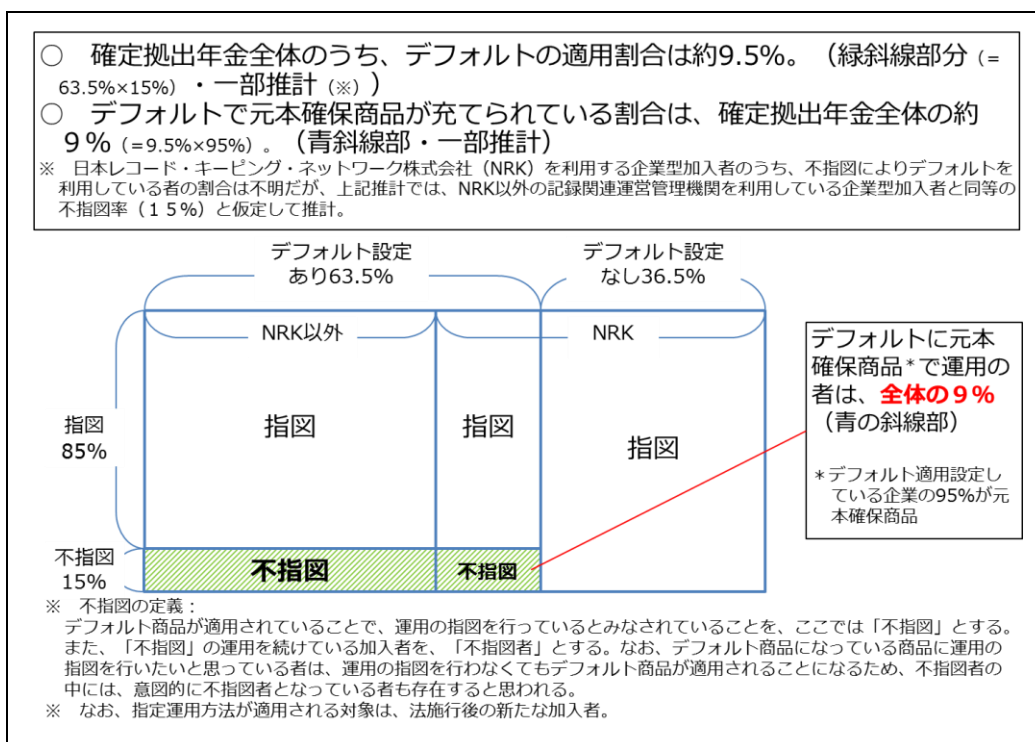 ○　確定拠出年金全体のうち、デフォルトの適用割合は約9.5%。（緑斜線部分（=
63.5%×15%）・一部推計（※））
○　デフォルトで元本確保商品が充てられている割合は、確定拠出年金全体の約
９%（=9.5%×95%）。（青斜線部・一部推計）
※　日本レコード・キーピング・ネットワーク株式会社（NRK）を利用する企業型加入者のうち、不指図によりデフォルトを
利用している者の割合は不明だが、上記推計では、NRK以外の記録関連運営管理機関を利用している企業型加入者と同等の
不指図率（１５%）と仮定して推計。
デフォルト設定
あり63.5%
デフォルト設定
なし36.5%
NRK以外
NRK
指図
85%
指図
指図
指図
不指図
15%
不指図
不指図
デフォルトに元本
確保商品*で運用の
者は、全体の９%
（青の斜線部）
＊デフォルト適用設定し
ている企業の95%が元
本確保商品
※　不指図の定義：
デフォルト商品が適用されていることで、運用の指図を行っているとみなされていることを、ここでは「不指図」とする。
また、「不指図」の運用を続けている加入者を、「不指図者」とする。なお、デフォルト商品になっている商品に運用の
指図を行いたいと思っている者は、運用の指図を行わなくてもデフォルト商品が適用されることになるため、不指図者の
中には、意図的に不指図者となっている者も存在すると思われる。
※　なお、指定運用方法が適用される対象は、法施行後の新たな加入者。